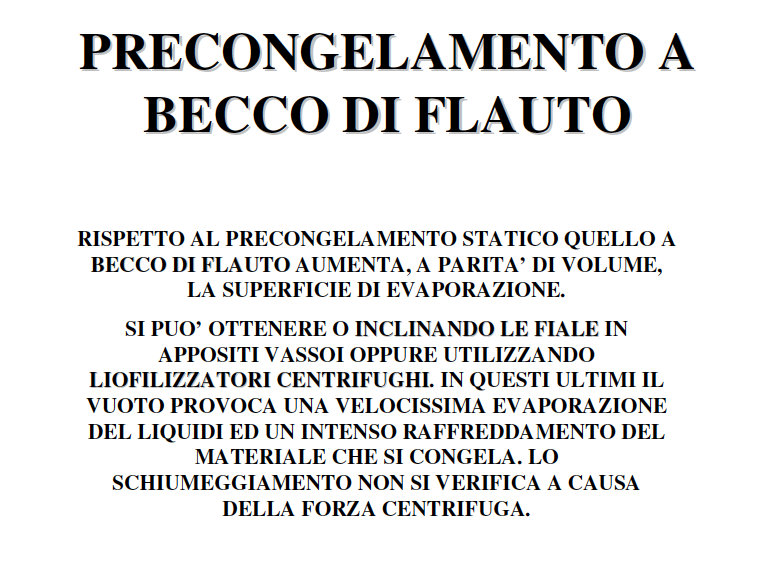 PRECONGELAMENTO A
BECCO DI FLAUTO
RISPETTO AL PRECONGELAMENTO STATICO QUELLO A
BECCO DI FLAUTO AUMENTA, A PARITA’ DI VOLUME,
LA SUPERFICIE DI EVAPORAZIONE.
SI PUO’ OTTENERE O INCLINANDO LE FIALE IN
APPOSITI VASSOI OPPURE UTILIZZANDO
LIOFILIZZATORI CENTRIFUGHI. IN QUESTI ULTIMI IL
VUOTO PROVOCA UNA VELOCISSIMA EVAPORAZIONE
DEL LIQUIDI ED UN INTENSO RAFFREDDAMENTO DEL
MATERIALE CHE SI CONGELA. LO
SCHIUMEGGIAMENTO NON SI VERIFICA A CAUSA
DELLA FORZA CENTRIFUGA.